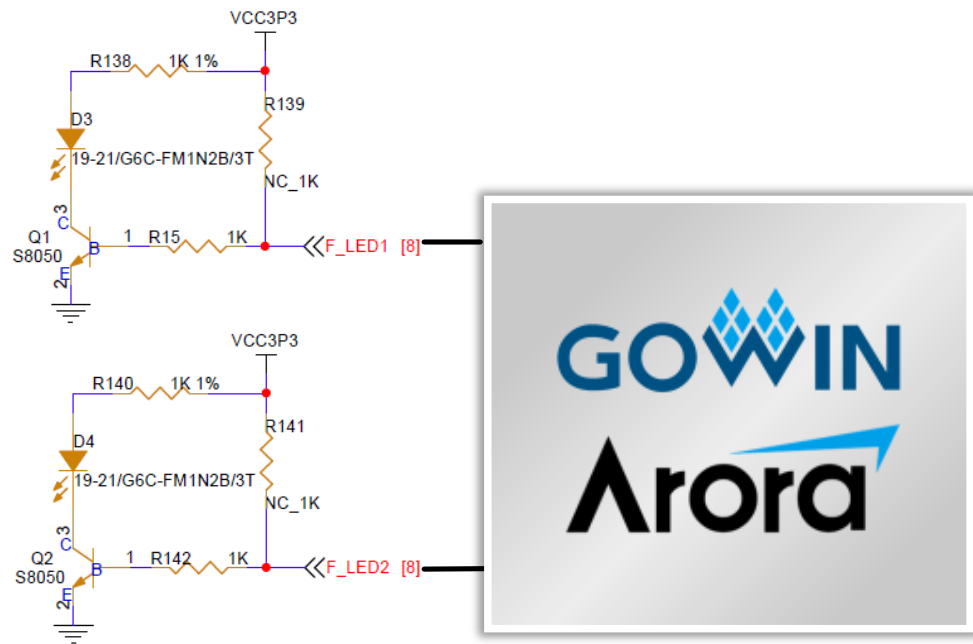 VCC3P3
R138 1K 1%
R139
D3
19-21/G6C-FM1N2B/3T
NC_1K
C 3
Q1
S8050
B 1 R15 1K
F_LED1 [8]
E
2
VCC3P3
R140 1K 1%
R141
D4
19-21/G6C-FM1N2B/3T
NC_1K
C 3
Q2
S8050
B 1 R142 1K
F_LED2 [8]
E
2
GOWIN
Arora